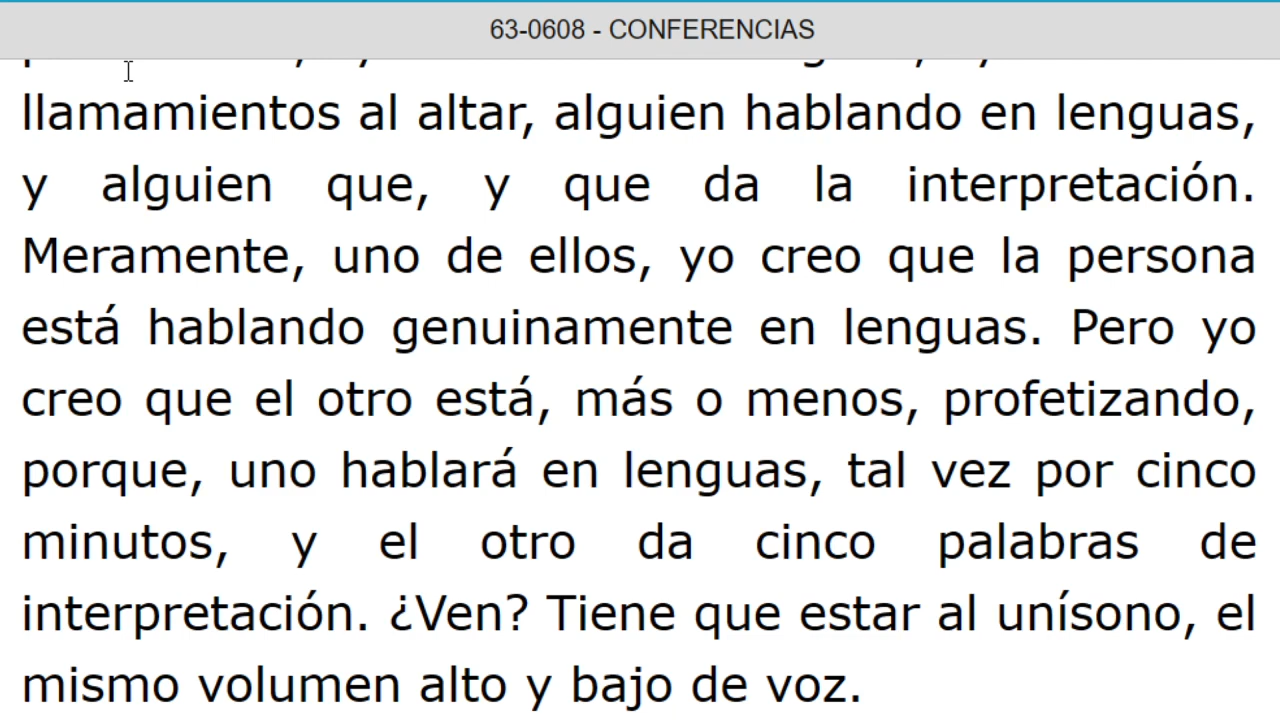 63-0608 - CONFERENCIAS
llamamientos al altar, alguien hablando en lenguas,
y alguien que, y que da la interpretación.
Meramente, uno de ellos, yo creo que la persona
está hablando genuinamente en lenguas. Pero yo
creo que el otro está, más o menos, profetizando,
porque, uno hablará en lenguas, tal vez por cinco
minutos, y el otro da cinco palabras de
interpretación. ¿Ven? Tiene que estar al unísono, el
mismo volumen alto y bajo de voz.